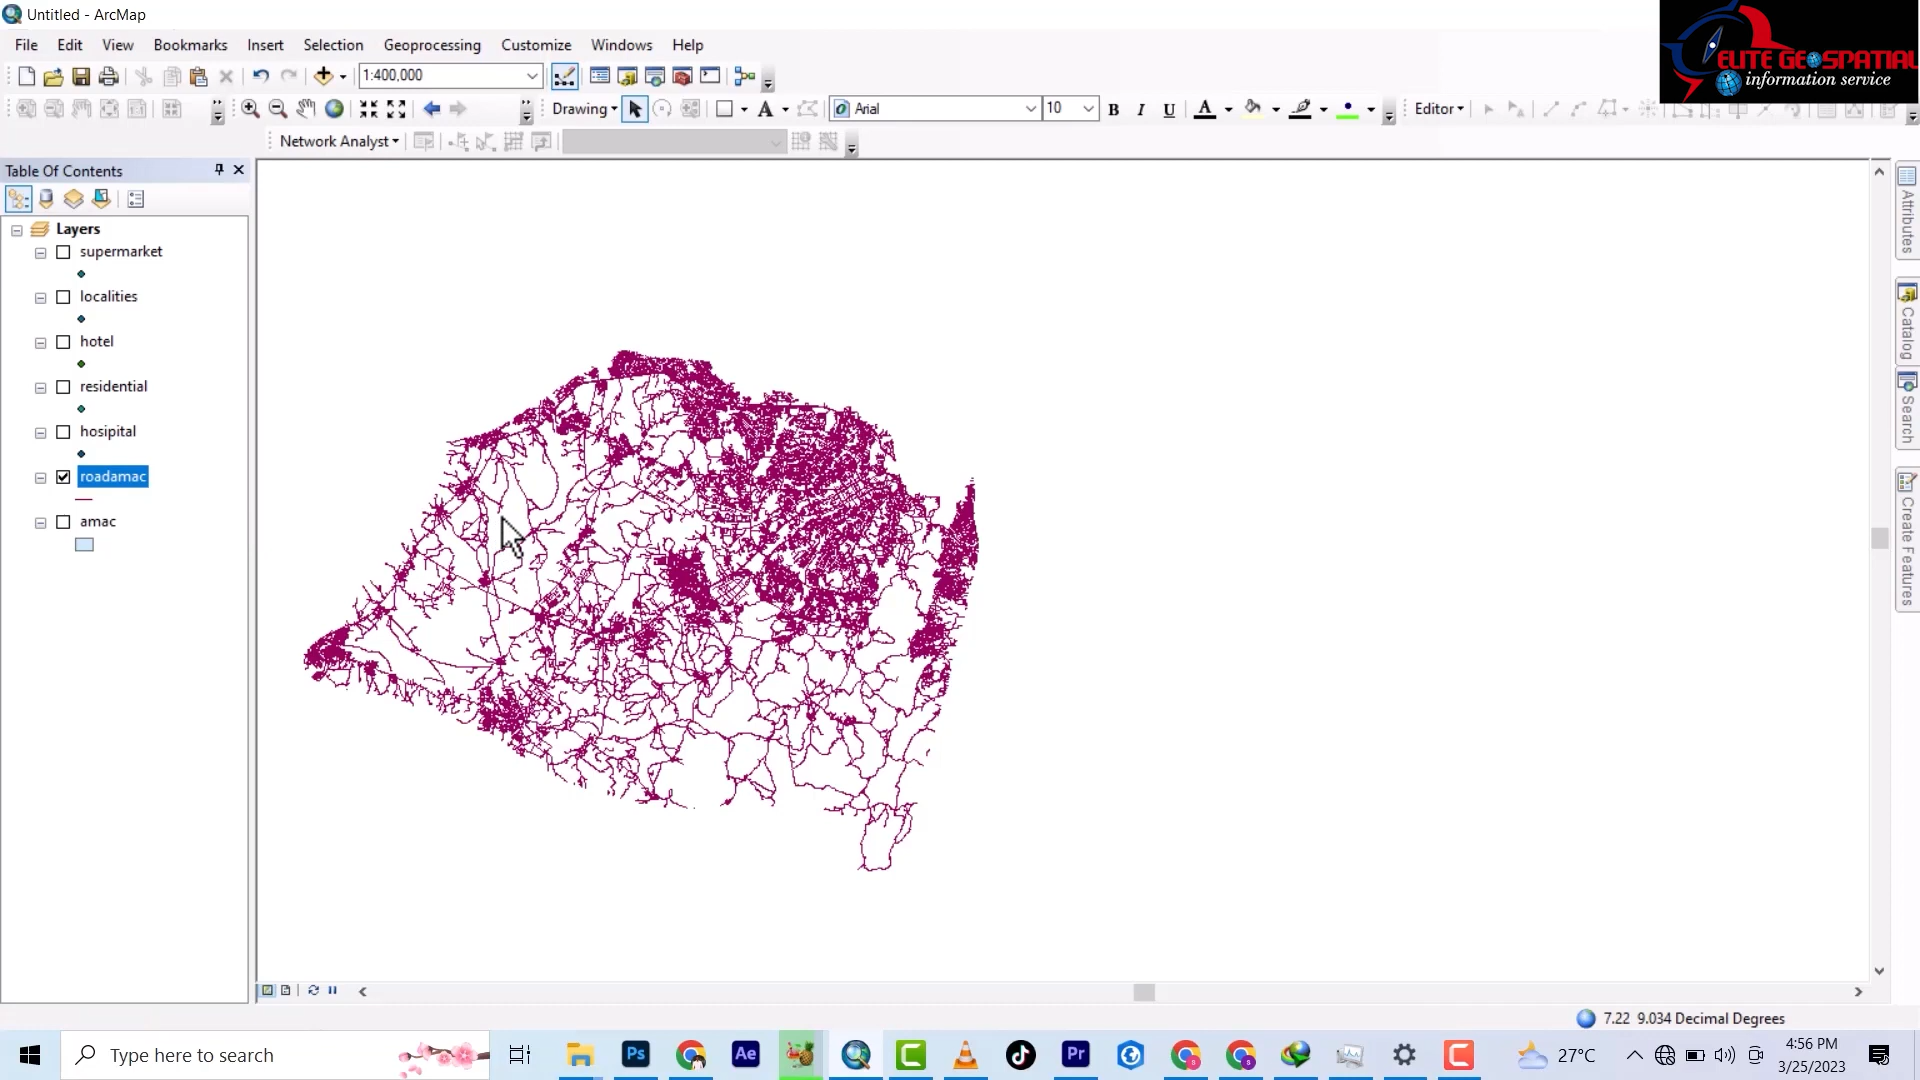 Untitled - ArcMap
File Edit View Bookmarks Insert Selection Geoprocessing Customize Windows Help
ELITE GEOSPATIAL
information service
1:400,000
Drawing Arial 10 B I U A Editor
Network Analyst
Table Of Contents
Layers
supermarket
localities
hotel
residential
hosipital
roadamac
amac
Attributes
Catalog
Search
Create Features
7.22 9.034 Decimal Degrees
Type here to search
Ps
Ae
Pr
27°C
4:56 PM
3/25/2023